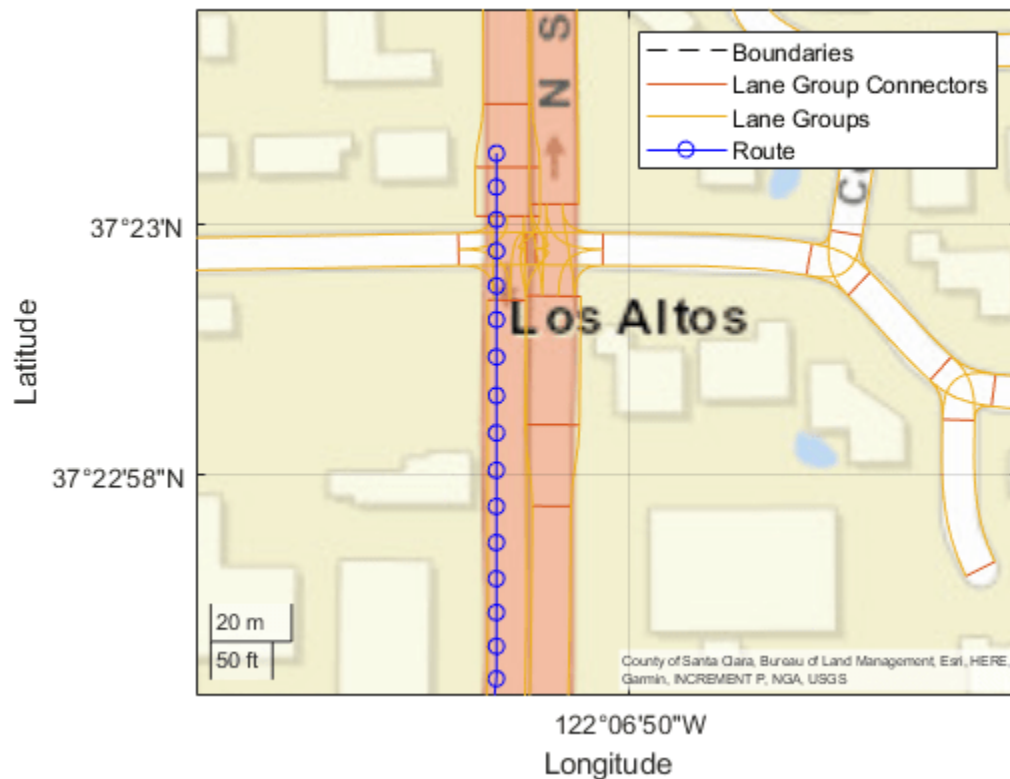 S
N
Boundaries
Lane Group Connectors
Lane Groups
Route
Co
37°23'N
Los Altos
Latitude
37°22'58"N
20 m
50 ft
County of Santa Clara, Bureau of Land Management, Esri, HERE,
Garmin, INCREMENT P, NGA, USGS
122°06'50"W
Longitude